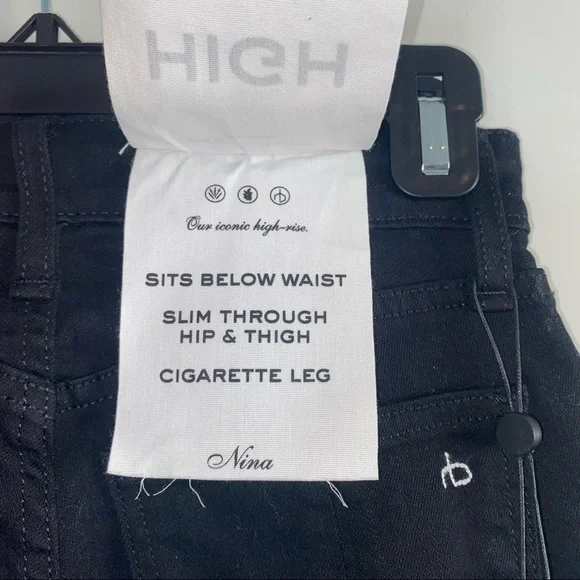 HIGH
Our iconic high-rise.
SITS BELOW WAIST
SLIM THROUGH
HIP & THIGH
CIGARETTE LEG
Nina